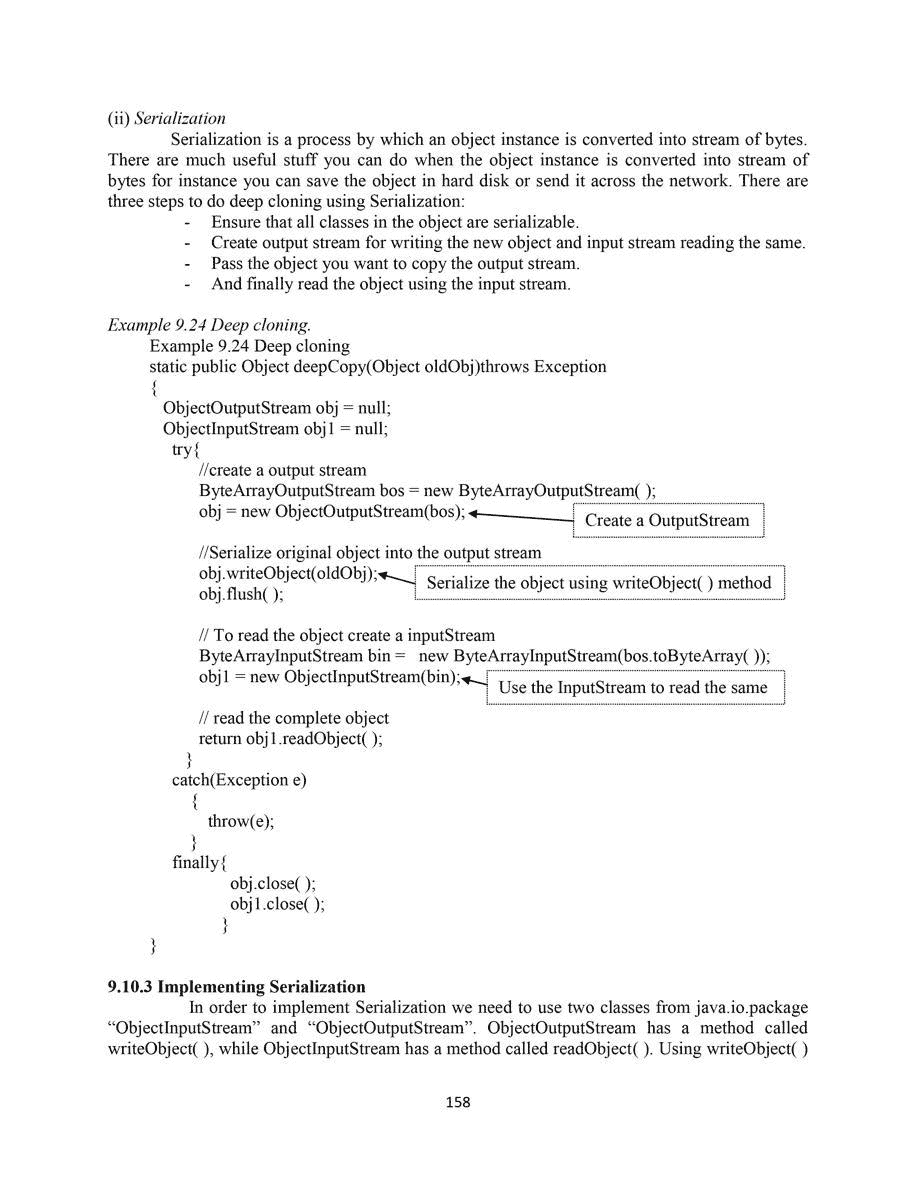 (ii) Serialization
Serialization is a process by which an object instance is converted into stream of bytes.
There are much useful stuff you can do when the object instance is converted into stream of
bytes for instance you can save the object in hard disk or send it across the network. There are
three steps to do deep cloning using Serialization:
- Ensure that all classes in the object are serializable.
- Create output stream for writing the new object and input stream reading the same.
- Pass the object you want to copy the output stream.
- And finally read the object using the input stream.
Example 9.24 Deep cloning.
Example 9.24 Deep cloning
static public Object deepCopy(Object oldObj)throws Exception
{
ObjectOutputStream obj = null;
ObjectInputStream obj1 = null;
try{
//create a output stream
ByteArrayOutputStream bos = new ByteArrayOutputStream( );
obj = new ObjectOutputStream(bos);
Create a OutputStream
//Serialize original object into the output stream
obj.writeObject(oldObj);
Serialize the object using writeObject( ) method
obj.flush( );
// To read the object create a inputStream
ByteArrayInputStream bin = new ByteArrayInputStream(bos.toByteArray( ));
obj1 = new ObjectInputStream(bin);
Use the InputStream to read the same
// read the complete object
return obj1.readObject( );
}
catch(Exception e)
{
throw(e);
}
finally{
obj.close( );
obj1.close( );
}
}
9.10.3 Implementing Serialization
In order to implement Serialization we need to use two classes from java.io.package
“ObjectInputStream” and “ObjectOutputStream”. ObjectOutputStream has a method called
writeObject( ), while ObjectInputStream has a method called readObject( ). Using writeObject( )
158